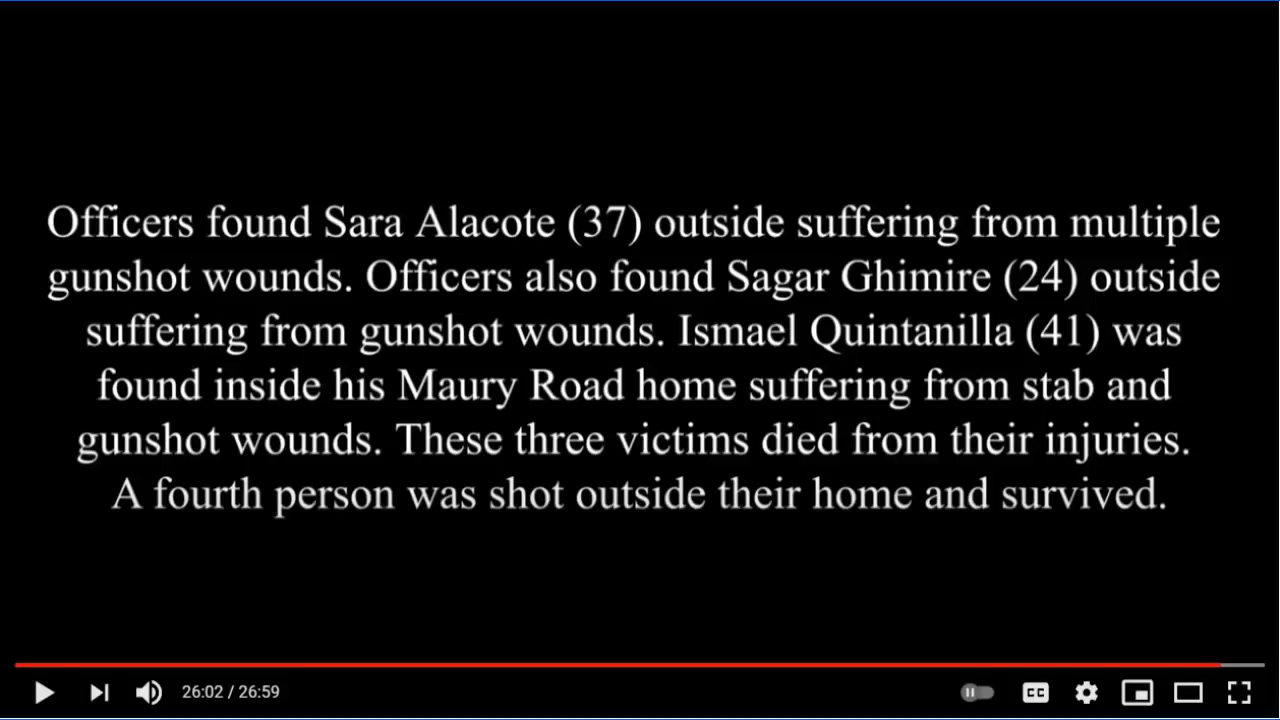 Officers found Sara Alacote (37) outside suffering from multiple
gunshot wounds. Officers also found Sagar Ghimire (24) outside
suffering from gunshot wounds. Ismael Quintanilla (41) was
found inside his Maury Road home suffering from stab and
gunshot wounds. These three victims died from their injuries.
A fourth person was shot outside their home and survived.
26:02 / 26:59
CC